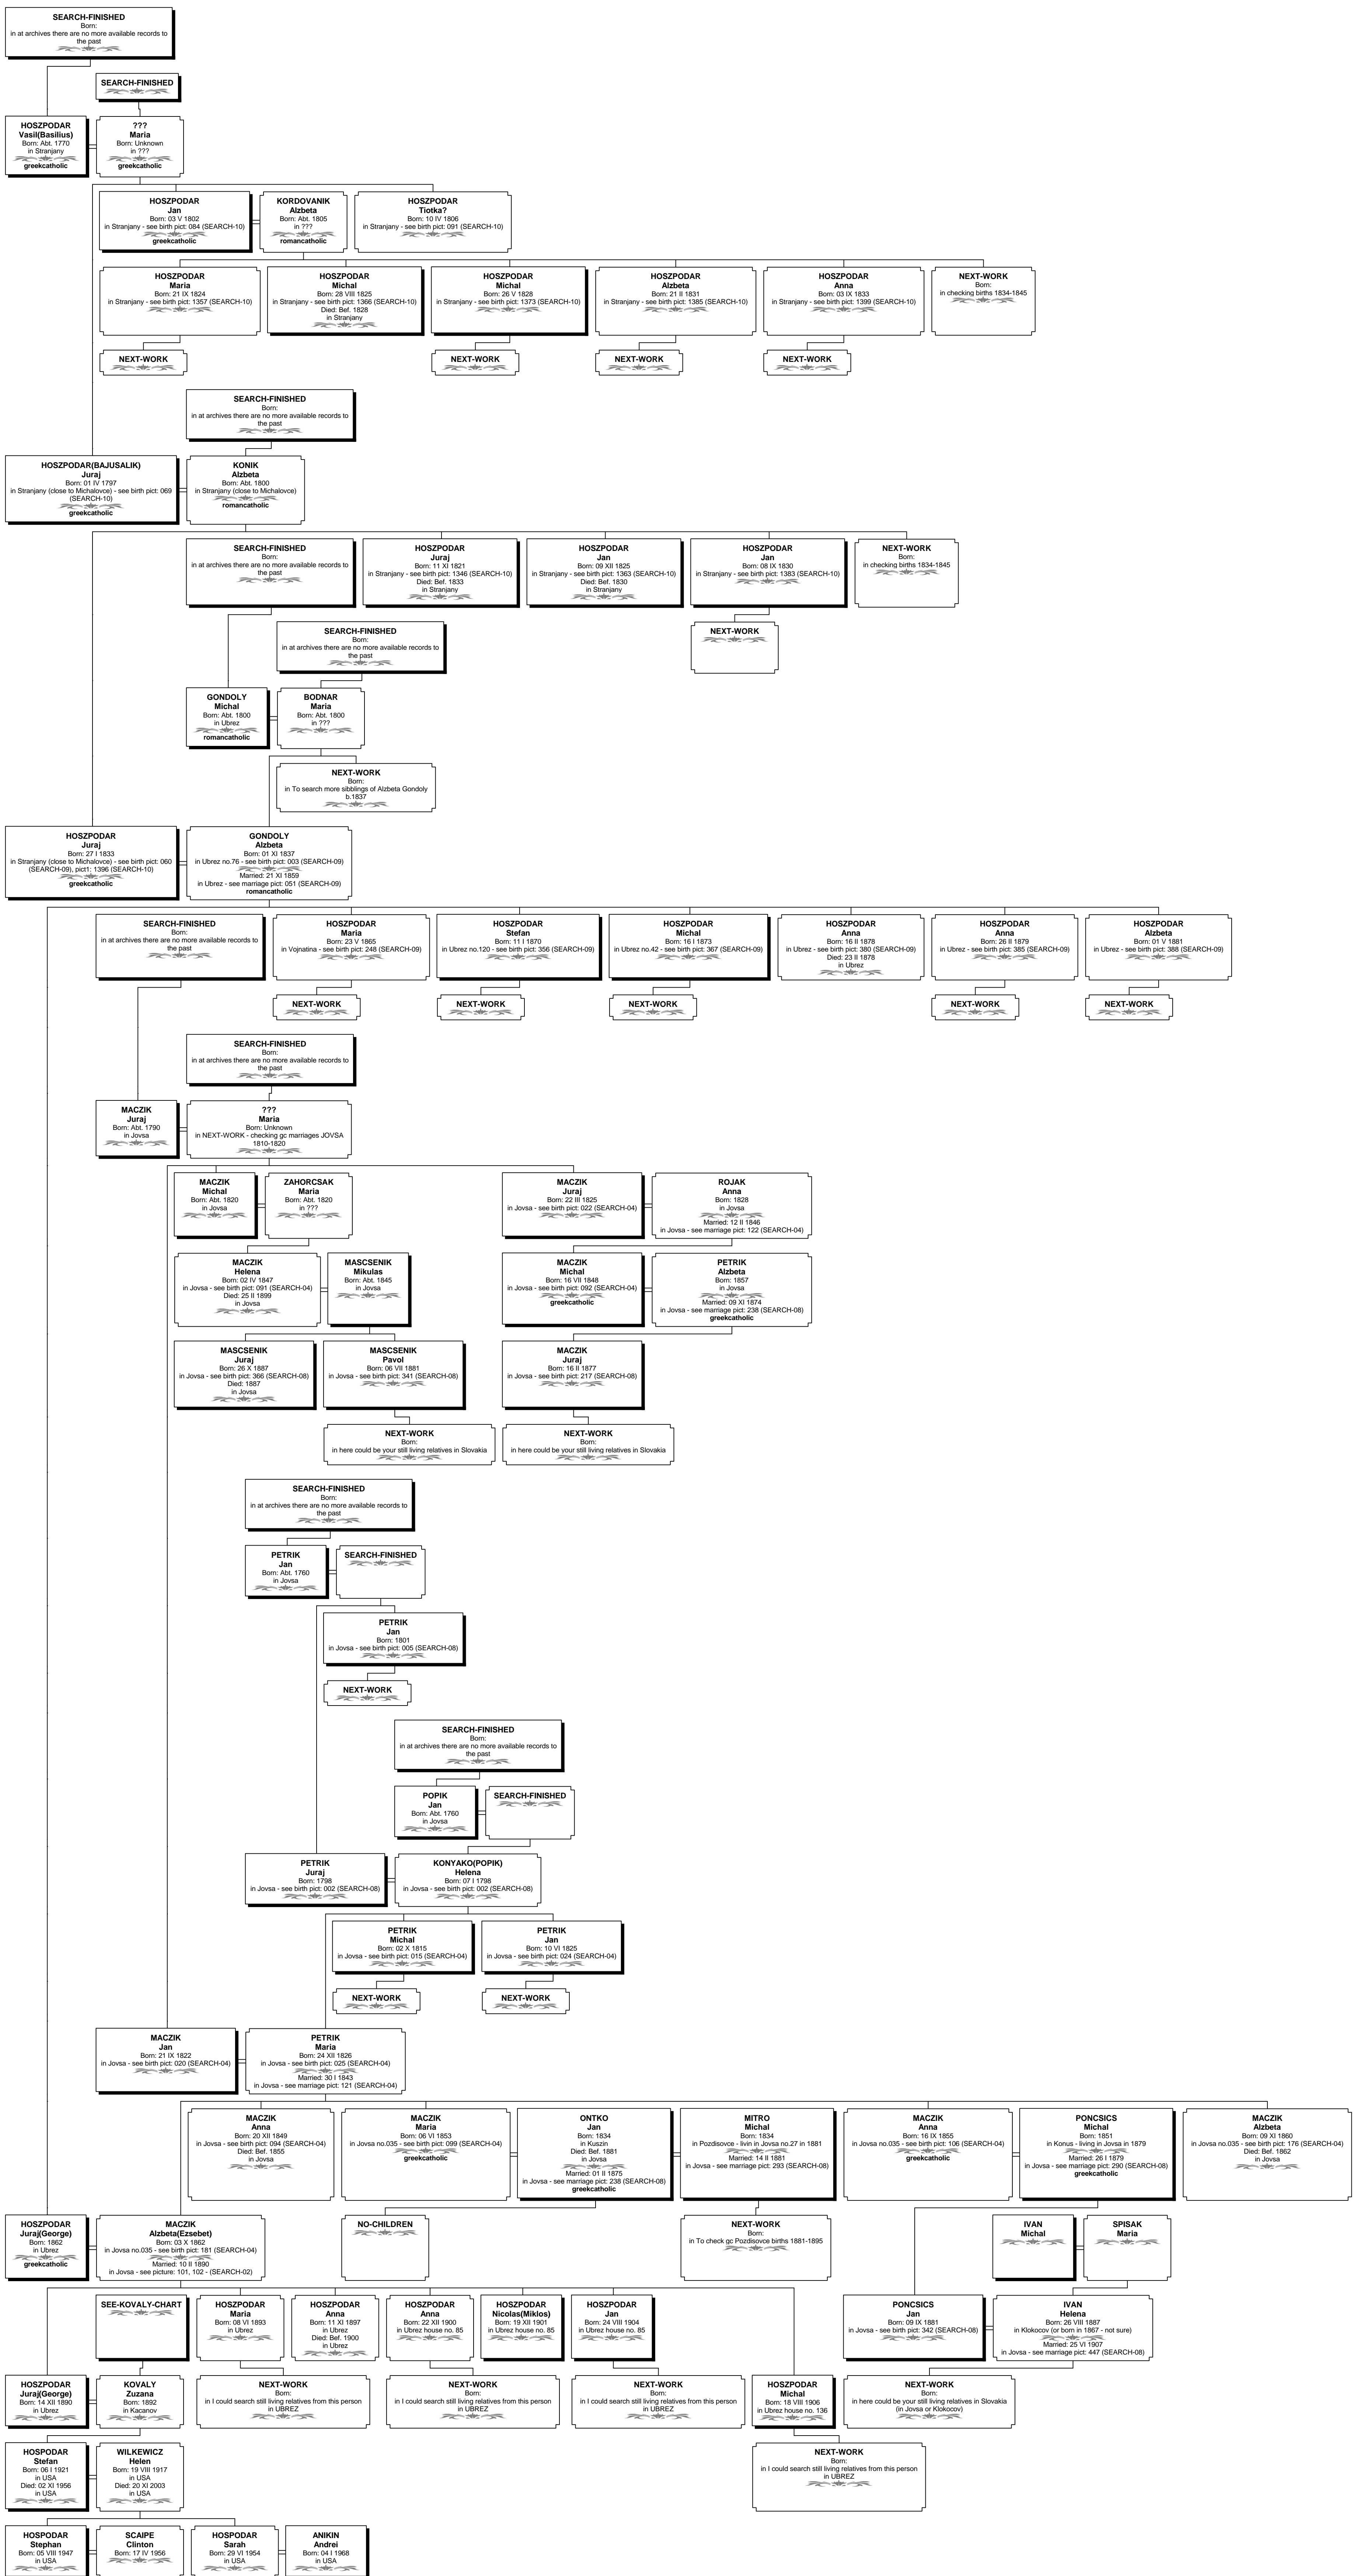 SEARCH-FINISHED
Born:
in at archives there are no more available records to
the past
SEARCH-FINISHED
HOSZPODAR
Vasil(Basilius)
Born: Abt. 1770
in Stranjany
greekcatholic
???
Maria
Born: Unknown
in ???
greekcatholic
HOSZPODAR
Jan
Born: 03 V 1802
in Stranjany - see birth pict: 084 (SEARCH-10)
greekcatholic
KORDOVANIK
Alzbeta
Born: Abt. 1805
in ???
romancatholic
HOSZPODAR
Tiotka?
Born: 10 IV 1806
in Stranjany - see birth pict: 091 (SEARCH-10)
HOSZPODAR
Maria
Born: 21 IX 1824
in Stranjany - see birth pict: 1357 (SEARCH-10)
HOSZPODAR
Michal
Born: 28 VIII 1825
in Stranjany - see birth pict: 1366 (SEARCH-10)
Died: Bef. 1828
in Stranjany
HOSZPODAR
Michal
Born: 26 V 1828
in Stranjany - see birth pict: 1373 (SEARCH-10)
HOSZPODAR
Alzbeta
Born: 21 II 1831
in Stranjany - see birth pict: 1385 (SEARCH-10)
HOSZPODAR
Anna
Born: 03 IX 1833
in Stranjany - see birth pict: 1399 (SEARCH-10)
NEXT-WORK
Born:
in checking births 1834-1845
NEXT-WORK
NEXT-WORK
NEXT-WORK
NEXT-WORK
SEARCH-FINISHED
Born:
in at archives there are no more available records to
the past
HOSZPODAR(BAJUSALIK)
Juraj
Born: 01 IV 1797
in Stranjany (close to Michalovce) - see birth pict: 069
(SEARCH-10)
greekcatholic
KONIK
Alzbeta
Born: Abt. 1800
in Stranjany (close to Michalovce)
romancatholic
SEARCH-FINISHED
Born:
in at archives there are no more available records to
the past
HOSZPODAR
Juraj
Born: 11 XI 1821
in Stranjany - see birth pict: 1346 (SEARCH-10)
Died: Bef. 1833
in Stranjany
HOSZPODAR
Jan
Born: 09 XII 1825
in Stranjany - see birth pict: 1363 (SEARCH-10)
Died: Bef. 1830
in Stranjany
HOSZPODAR
Jan
Born: 08 IX 1830
in Stranjany - see birth pict: 1383 (SEARCH-10)
NEXT-WORK
Born:
in checking births 1834-1845
NEXT-WORK
SEARCH-FINISHED
Born:
in at archives there are no more available records to
the past
GONDOLY
Michal
Born: Abt. 1800
in Ubrez
romancatholic
BODNAR
Maria
Born: Abt. 1800
in ???
NEXT-WORK
Born:
in To search more sibblings of Alzbeta Gondoly
b.1837
HOSZPODAR
Juraj
Born: 27 I 1833
in Stranjany (close to Michalovce) - see birth pict: 060
(SEARCH-09), pict1: 1396 (SEARCH-10)
greekcatholic
GONDOLY
Alzbeta
Born: 01 XI 1837
in Ubrez no.76 - see birth pict: 003 (SEARCH-09)
Married: 21 XI 1859
in Ubrez - see marriage pict: 051 (SEARCH-09)
romancatholic
SEARCH-FINISHED
Born:
in at archives there are no more available records to
the past
HOSZPODAR
Maria
Born: 23 V 1865
in Vojnatina - see birth pict: 248 (SEARCH-09)
HOSZPODAR
Stefan
Born: 11 I 1870
in Ubrez no.120 - see birth pict: 356 (SEARCH-09)
HOSZPODAR
Michal
Born: 16 I 1873
in Ubrez no.42 - see birth pict: 367 (SEARCH-09)
HOSZPODAR
Anna
Born: 16 II 1878
in Ubrez - see birth pict: 380 (SEARCH-09)
Died: 23 II 1878
in Ubrez
HOSZPODAR
Anna
Born: 26 II 1879
in Ubrez - see birth pict: 385 (SEARCH-09)
HOSZPODAR
Alzbeta
Born: 01 V 1881
in Ubrez - see birth pict: 388 (SEARCH-09)
NEXT-WORK
NEXT-WORK
NEXT-WORK
NEXT-WORK
NEXT-WORK
SEARCH-FINISHED
Born:
in at archives there are no more available records to
the past
MACZIK
Juraj
Born: Abt. 1790
in Jovsa
???
Maria
Born: Unknown
in NEXT-WORK - checking gc marriages JOVSA
1810-1820
MACZIK
Michal
Born: Abt. 1820
in Jovsa
ZAHORCSAK
Maria
Born: Abt. 1820
in ???
MACZIK
Juraj
Born: 22 III 1825
in Jovsa - see birth pict: 022 (SEARCH-04)
ROJAK
Anna
Born: 1828
in Jovsa
Married: 12 II 1846
in Jovsa - see marriage pict: 122 (SEARCH-04)
MACZIK
Helena
Born: 02 IV 1847
in Jovsa - see birth pict: 091 (SEARCH-04)
Died: 25 II 1899
in Jovsa
MASCSENIK
Mikulas
Born: Abt. 1845
in Jovsa
MACZIK
Michal
Born: 16 VII 1848
in Jovsa - see birth pict: 092 (SEARCH-04)
greekcatholic
PETRIK
Alzbeta
Born: 1857
in Jovsa
Married: 09 XI 1874
in Jovsa - see marriage pict: 238 (SEARCH-08)
greekcatholic
MASCSENIK
Juraj
Born: 26 X 1887
in Jovsa - see birth pict: 366 (SEARCH-08)
Died: 1887
in Jovsa
MASCSENIK
Pavol
Born: 06 VII 1881
in Jovsa - see birth pict: 341 (SEARCH-08)
MACZIK
Juraj
Born: 16 II 1877
in Jovsa - see birth pict: 217 (SEARCH-08)
NEXT-WORK
Born:
in here could be your still living relatives in Slovakia
NEXT-WORK
Born:
in here could be your still living relatives in Slovakia
SEARCH-FINISHED
Born:
in at archives there are no more available records to
the past
PETRIK
Jan
Born: Abt. 1760
in Jovsa
SEARCH-FINISHED
PETRIK
Jan
Born: 1801
in Jovsa - see birth pict: 005 (SEARCH-08)
NEXT-WORK
SEARCH-FINISHED
Born:
in at archives there are no more available records to
the past
POPIK
Jan
Born: Abt. 1760
in Jovsa
SEARCH-FINISHED
PETRIK
Juraj
Born: 1798
in Jovsa - see birth pict: 002 (SEARCH-08)
KONYAKO(POPIK)
Helena
Born: 07 I 1798
in Jovsa - see birth pict: 002 (SEARCH-08)
PETRIK
Michal
Born: 02 X 1815
in Jovsa - see birth pict: 015 (SEARCH-04)
PETRIK
Jan
Born: 10 VI 1825
in Jovsa - see birth pict: 024 (SEARCH-04)
NEXT-WORK
NEXT-WORK
MACZIK
Jan
Born: 21 IX 1822
in Jovsa - see birth pict: 020 (SEARCH-04)
PETRIK
Maria
Born: 24 XII 1826
in Jovsa - see birth pict: 025 (SEARCH-04)
Married: 30 I 1843
in Jovsa - see marriage pict: 121 (SEARCH-04)
MACZIK
Anna
Born: 20 XII 1849
in Jovsa - see birth pict: 094 (SEARCH-04)
Died: Bef. 1855
in Jovsa
MACZIK
Maria
Born: 06 VI 1853
in Jovsa no.035 - see birth pict: 099 (SEARCH-04)
greekcatholic
ONTKO
Jan
Born: 1834
in Kuszin
Died: Bef. 1881
in Jovsa
Married: 01 II 1875
in Jovsa - see marriage pict: 238 (SEARCH-08)
greekcatholic
MITRO
Michal
Born: 1834
in Pozdisovce - livin in Jovsa no.27 in 1881
Married: 14 II 1881
in Jovsa - see marriage pict: 293 (SEARCH-08)
MACZIK
Anna
Born: 16 IX 1855
in Jovsa no.035 - see birth pict: 106 (SEARCH-04)
greekcatholic
PONCSICS
Michal
Born: 1851
in Konus - living in Jovsa in 1879
Married: 26 I 1879
in Jovsa - see marriage pict: 290 (SEARCH-08)
greekcatholic
MACZIK
Alzbeta
Born: 09 XI 1860
in Jovsa no.035 - see birth pict: 176 (SEARCH-04)
Died: Bef. 1862
in Jovsa
HOSZPODAR
Juraj(George)
Born: 1862
in Ubrez
greekcatholic
MACZIK
Alzbeta(Ezsebet)
Born: 03 X 1862
in Jovsa no.035 - see birth pict: 181 (SEARCH-04)
Married: 10 II 1890
in Jovsa - see picture: 101, 102 - (SEARCH-02)
NO-CHILDREN
NEXT-WORK
Born:
in To check gc Pozdisovce births 1881-1895
IVAN
Michal
SPISAK
Maria
SEE-KOVALY-CHART
HOSZPODAR
Maria
Born: 08 VI 1893
in Ubrez
HOSZPODAR
Anna
Born: 11 XI 1897
in Ubrez
Died: Bef. 1900
in Ubrez
HOSZPODAR
Anna
Born: 22 XII 1900
in Ubrez house no. 85
HOSZPODAR
Nicolas(Miklos)
Born: 19 XII 1901
in Ubrez house no. 85
HOSZPODAR
Jan
Born: 24 VIII 1904
in Ubrez house no. 85
PONCSICS
Jan
Born: 09 IX 1881
in Jovsa - see birth pict: 342 (SEARCH-08)
IVAN
Helena
Born: 26 VIII 1887
in Klokocov (or born in 1867 - not sure)
Married: 25 VI 1907
in Jovsa - see marriage pict: 447 (SEARCH-08)
HOSZPODAR
Juraj(George)
Born: 14 XII 1890
in Ubrez
KOVALY
Zuzana
Born: 1892
in Kacanov
NEXT-WORK
Born:
in I could search still living relatives from this person
in UBREZ
NEXT-WORK
Born:
in I could search still living relatives from this person
in UBREZ
NEXT-WORK
Born:
in I could search still living relatives from this person
in UBREZ
HOSZPODAR
Michal
Born: 18 VIII 1906
in Ubrez house no. 136
NEXT-WORK
Born:
in here could be your still living relatives in Slovakia
(in Jovsa or Klokocov)
HOSPODAR
Stefan
Born: 06 I 1921
in USA
Died: 02 XI 1956
in USA
WILKEWICZ
Helen
Born: 19 VIII 1917
in USA
Died: 20 XI 2003
in USA
NEXT-WORK
Born:
in I could search still living relatives from this person
in UBREZ
HOSPODAR
Stephan
Born: 05 VIII 1947
in USA
SCAIPE
Clinton
Born: 17 IV 1956
HOSPODAR
Sarah
Born: 29 VI 1954
in USA
ANIKIN
Andrei
Born: 04 I 1968
in USA